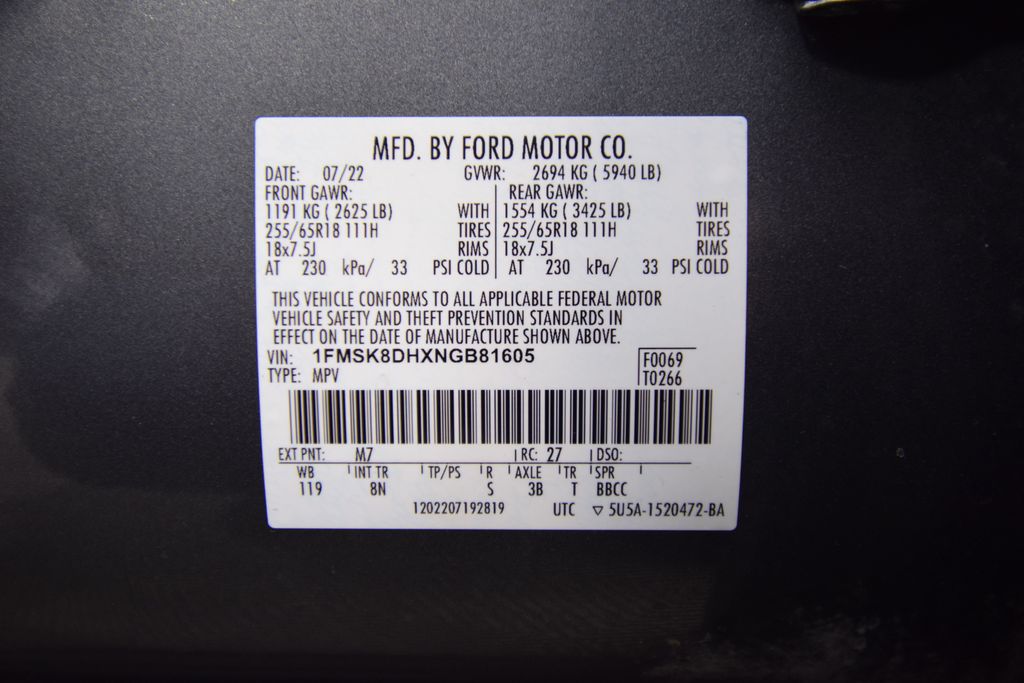 MFD. BY FORD MOTOR CO.
DATE: 07/22 GVWR: 2694 KG ( 5940 LB)
FRONT GAWR: REAR GAWR:
1191 KG ( 2625 LB) WITH 1554 KG ( 3425 LB) WITH
255/65R18 111H TIRES 255/65R18 111H TIRES
18x7.5J RIMS 18x7.5J RIMS
AT 230 kPa/ 33 PSI COLD AT 230 kPa/ 33 PSI COLD
THIS VEHICLE CONFORMS TO ALL APPLICABLE FEDERAL MOTOR
VEHICLE SAFETY AND THEFT PREVENTION STANDARDS IN
EFFECT ON THE DATE OF MANUFACTURE SHOWN ABOVE.
VIN: 1FMSK8DHXNGB81605 F0069
TYPE: MPV T0266
EXT PNT: M7 RC: 27 DSO:
WB INT TR TP/PS R AXLE TR SPR
119 8N S 3B T BBCC
1202207192819 UTC ▽ 5U5A-1520472-BA